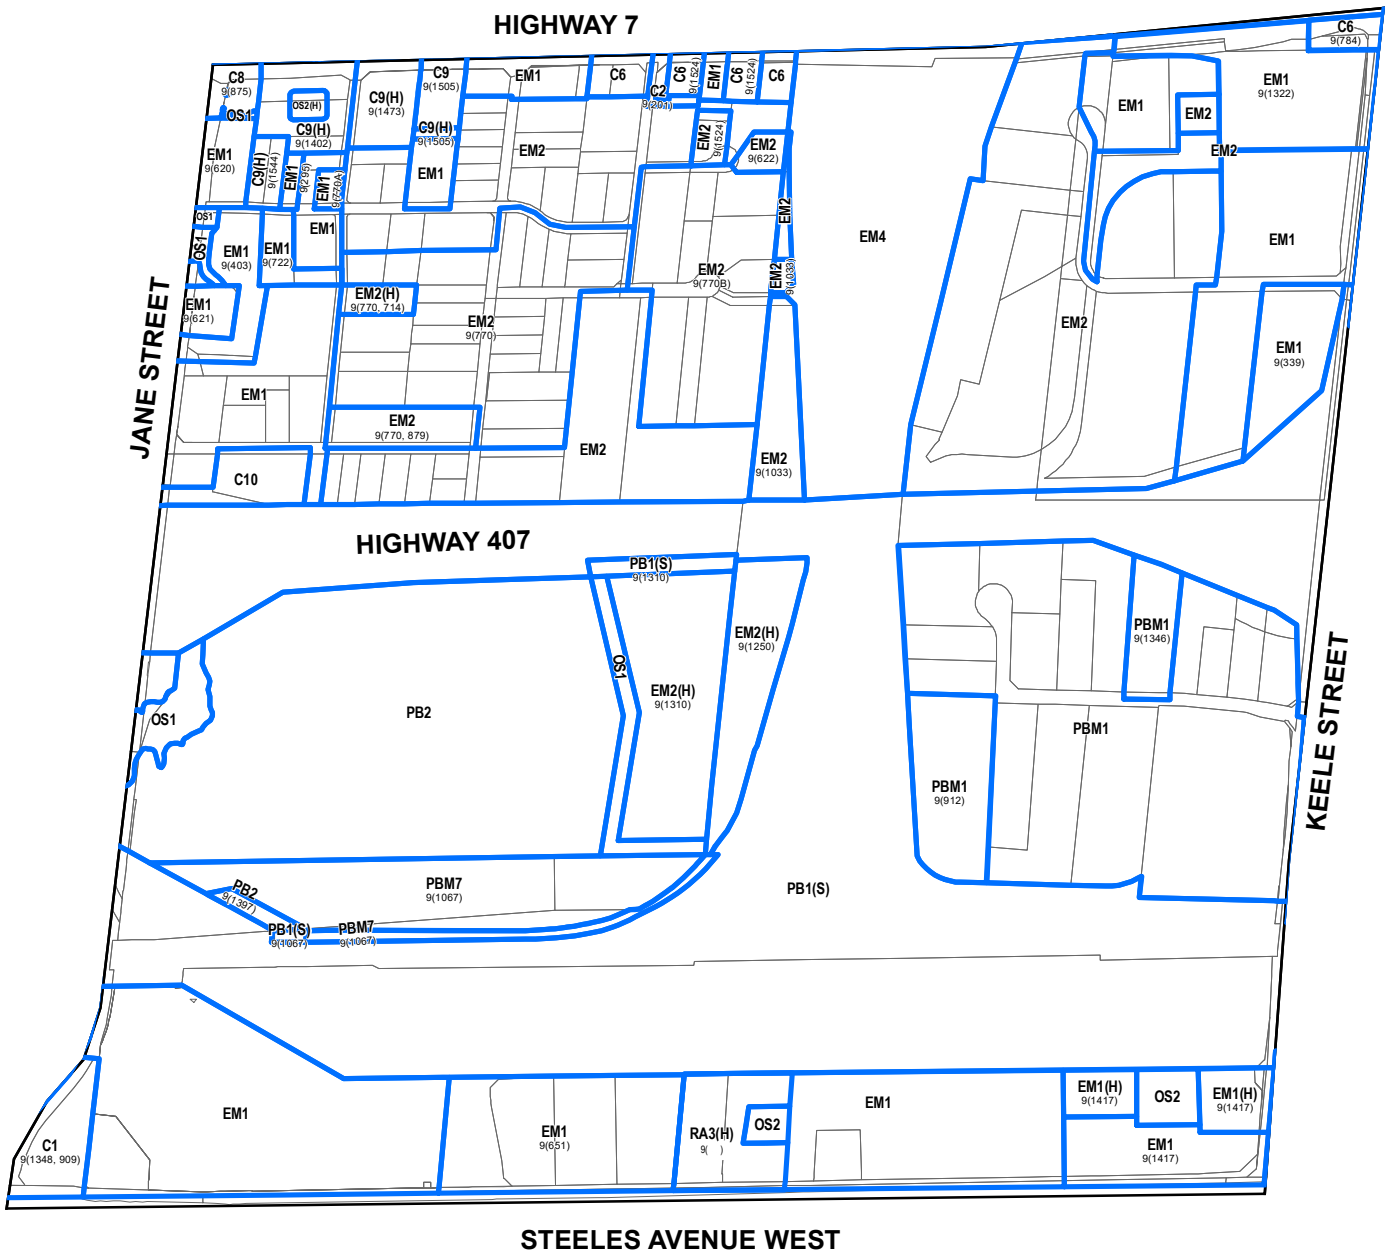 HIGHWAY 7
C6
9(784)
C8
9(875)
OS1
OS2(H)
C9(H)
9(1402)
C9(H)
9(1473)
C9
9(1505)
C9(H)
9(1505)
EM1
EM1
C6
C2
9(201)
C6
9(1524)
EM1
C6
9(1524)
C6
EM1
9(1322)
EM1
EM2
EM2
EM1
9(620)
C9(H)
9(1544)
EM1
9(295)
EM1
9(770A)
EM2
EM2
9(1524)
EM2
9(622)
OS1
OS1
EM1
9(403)
EM1
9(722)
EM1
EM2
EM4
EM1
EM2
9(770B)
EM2
9(1033)
EM1
9(621)
EM2(H)
9(770, 714)
EM2
9(770)
EM2
EM1
9(339)
JANE STREET
EM1
EM2
9(770, 879)
EM2
EM2
9(1033)
C10
HIGHWAY 407
PB1(S)
9(1310)
EM2(H)
9(1250)
PBM1
9(1346)
OS1
EM2(H)
9(1310)
OS1
PB2
PBM1
KEELE STREET
PBM1
9(912)
PB2
9(1397)
PBM7
9(1067)
PB1(S)
PB1(S)
9(1067)
PBM7
9(1067)
EM1
EM1
9(651)
RA3(H)
9( )
OS2
EM1
EM1(H)
9(1417)
OS2
EM1(H)
9(1417)
EM1
9(1417)
C1
9(1348, 909)
STEELES AVENUE WEST